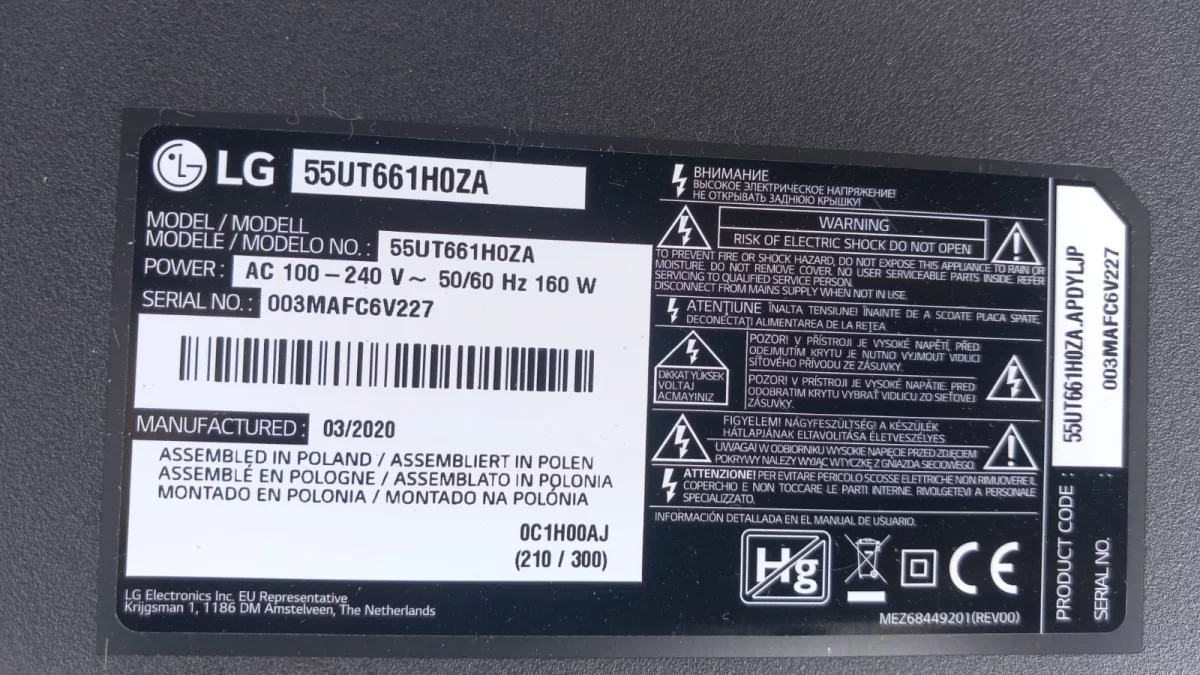 LG 55UT661H0ZA
MODEL / MODELL
MODELE / MODELO NO. : 55UT661H0ZA
POWER : AC 100 – 240 V ~ 50/60 Hz 160 W
SERIAL NO. : 003MAFC6V227
MANUFACTURED : 03/2020
ASSEMBLED IN POLAND / ASSEMBLIERT IN POLEN
ASSEMBLÉ EN POLOGNE / ASSEMBLATO IN POLONIA
MONTADO EN POLONIA / MONTADO NA POLÓNIA
0C1H00AJ
(210 / 300)
LG Electronics Inc. EU Representative
Krijgsman 1, 1186 DM Amstelveen, The Netherlands
ВНИМАНИЕ
ВЫСОКОЕ ЭЛЕКТРИЧЕСКОЕ НАПРЯЖЕНИЕ!
НЕ ОТКРЫВАТЬ ЗАДНЮЮ КРЫШКУ!
WARNING
RISK OF ELECTRIC SHOCK DO NOT OPEN
TO PREVENT FIRE OR SHOCK HAZARD, DO NOT EXPOSE THIS APPLIANCE TO RAIN OR
MOISTURE. DO NOT REMOVE COVER. NO USER SERVICEABLE PARTS INSIDE. REFER
SERVICING TO QUALIFIED SERVICE PERSON.
DISCONNECT FROM MAINS SUPPLY WHEN NOT IN USE.
ATENŢIUNE ÎNALTA TENSIUNE! ÎNAINTE DE A SCOATE PLACA SPATE,
DECONECTAŢI ALIMENTAREA DE LA REŢEA
DIKKAT YÜKSEK
VOLTAJ
ACMAYINIZ
POZOR! V PŘÍSTROJI JE VYSOKÉ NAPĚTÍ, PŘED
ODEJMUTÍM KRYTU JE NUTNO VYJMOUT VIDLICI
SÍŤOVÉHO PŘÍVODU ZE ZÁSUVKY.
POZOR! V PRÍSTROJI JE VYSOKÉ NAPÄTIE. PRED
ODOBRATIM KRYTU VYBRAŤ VIDLICU ZO SIEŤOVEJ
ZÁSUVKY.
FIGYELEM! NAGYFESZÜLTSÉG! A KÉSZÜLÉK
HÁTLAPJÁNAK ELTAVOLÍTÁSA ÉLETVESZÉLYES
UWAGA! W ODBIORNIKU WYSOKIE NAPIĘCIE PRZED ZDJĘCIEM
POKRYWY NALEŻY WYJĄĆ WTYCZKĘ Z GNIAZDA SIECIOWEGO.
ATTENZIONE! PER EVITARE PERICOLO SCOSSE ELETTRICHE NON RIMUOVERE IL
COPERCHIO E NON TOCCARE LE PARTI INTERNE. RIVOLGETEVI A PERSONALE
SPECIALIZZATO.
INFORMACIÓN DETALLADA EN EL MANUAL DE USUARIO.
Hg CE
MEZ68449201(REV00)
PRODUCT CODE 55UT661H0ZA.APDYLJP
SERIAL NO. 003MAFC6V227